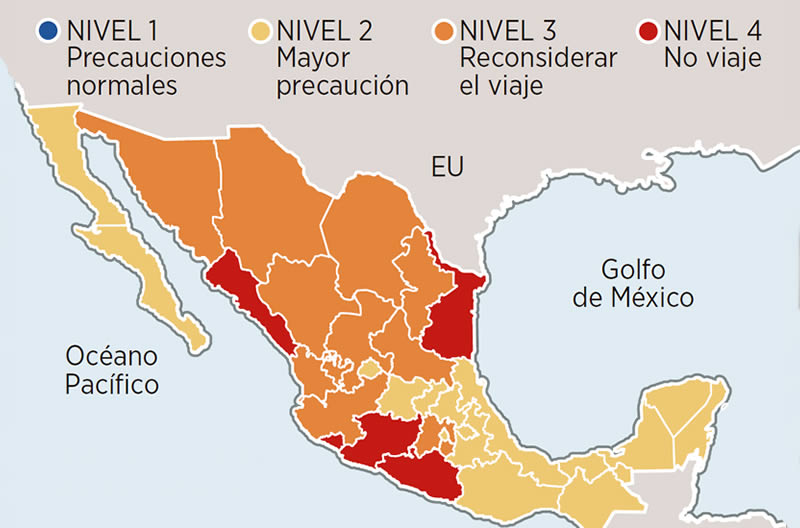 NIVEL 1
Precauciones
normales
NIVEL 2
Mayor
precaución
NIVEL 3
Reconsiderar
el viaje
NIVEL 4
No viaje
EU
Golfo
de México
Océano
Pacífico